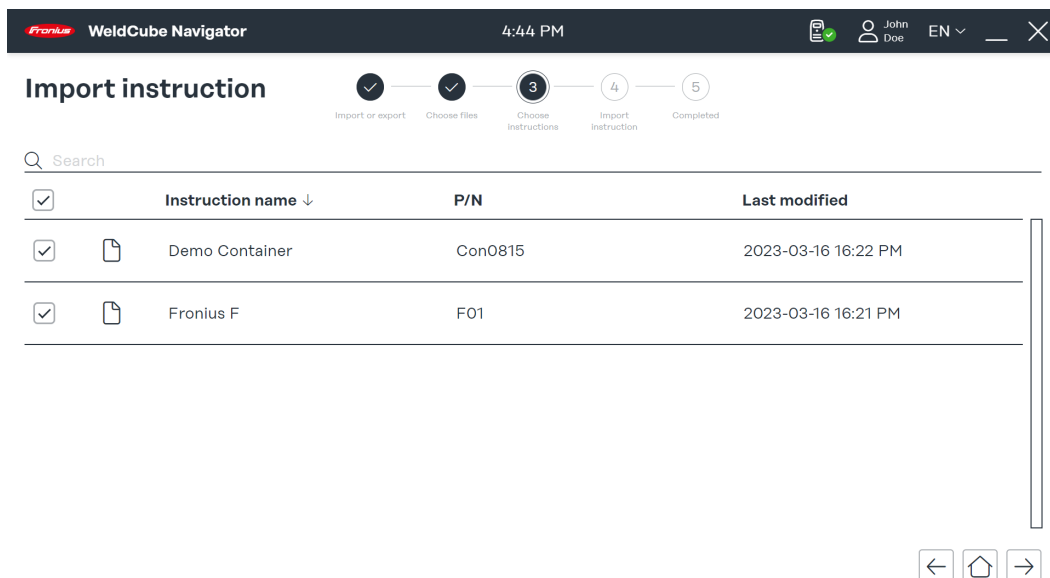 Fronius WeldCube Navigator 4:44 PM John Doe EN
Import instruction
3 4 5
Import or export Choose files Choose instructions Import instruction Completed
Search
Instruction name P/N Last modified
Demo Container Con0815 2023-03-16 16:22 PM
Fronius F F01 2023-03-16 16:21 PM